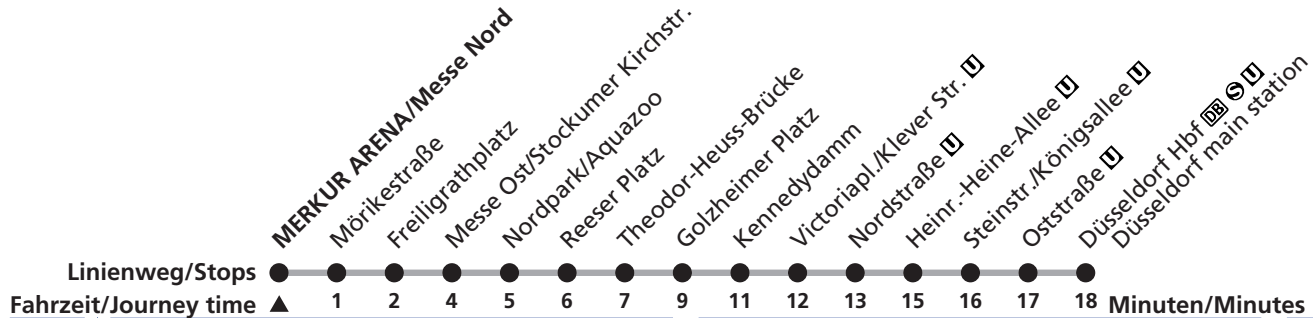 MERKUR ARENA/Messe Nord
Mörikestraße
Freiligrathplatz
Messe Ost/Stockumer Kirchstr.
Nordpark/Aquazoo
Reeser Platz
Theodor-Heuss-Brücke
Golzheimer Platz
Kennedydamm
Victoriapl./Klever Str. U
Nordstraße U
Heinr.-Heine-Allee U
Steinstr./Königsallee U
Oststraße U
Düsseldorf Hbf DB S U
Düsseldorf main station
Linienweg/Stops
Fahrzeit/Journey time ▲ 1 2 4 5 6 7 9 11 12 13 15 16 17 18 Minuten/Minutes